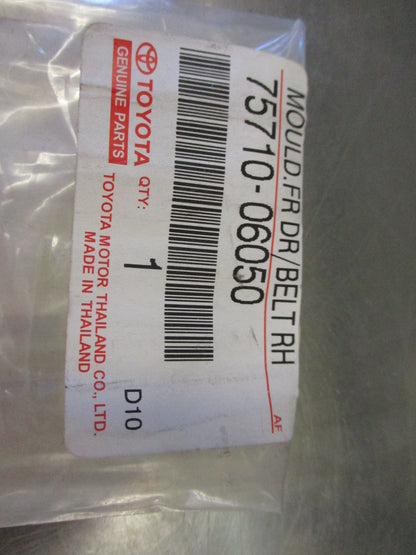 MOULD,FR DR/BELT RH
75710-06050
TOYOTA QTY: 1 D10
GENUINE PARTS
TOYOTA MOTOR THAILAND CO., LTD.
MADE IN THAILAND
AF